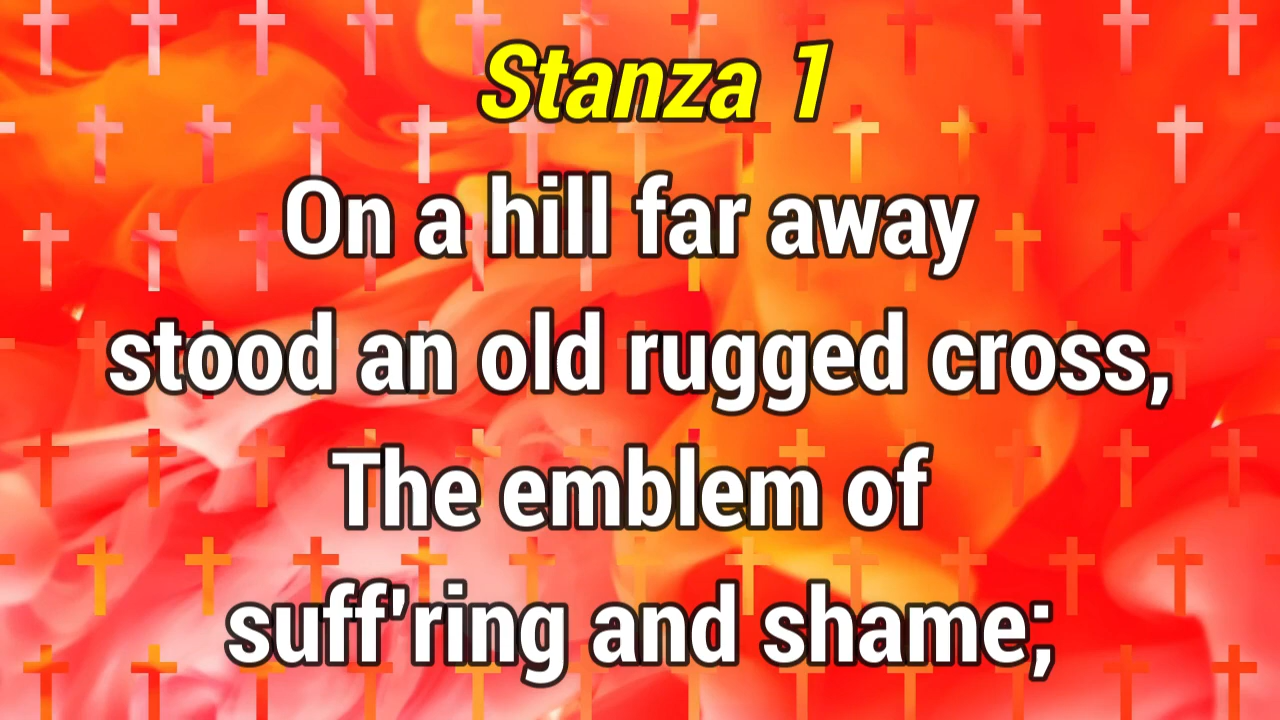 Stanza 1
On a hill far away
stood an old rugged cross,
The emblem of
suff'ring and shame;